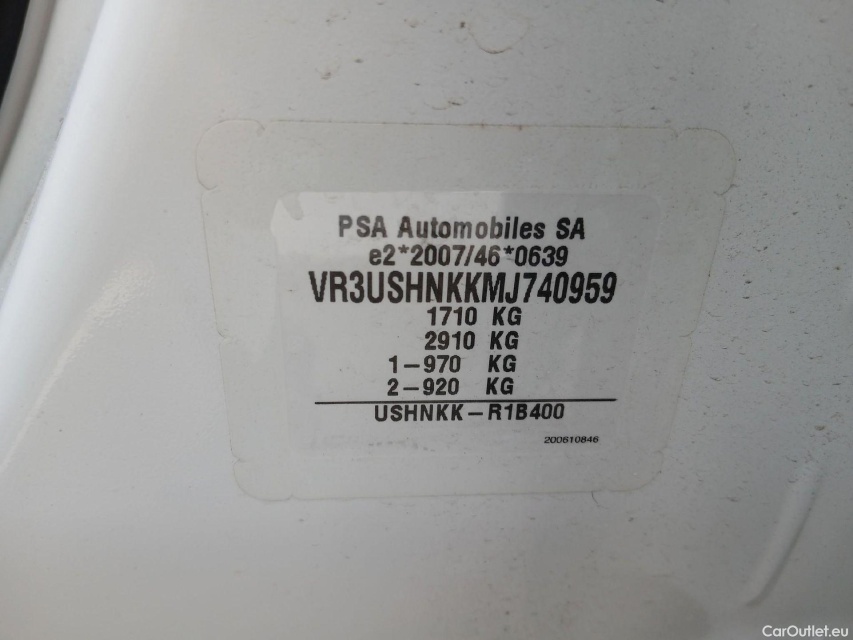 PSA Automobiles SA
e2*2007/46*0639
VR3USHNKKMJ740959
1710 KG
2910 KG
1-970 KG
2-920 KG
USHNKK-R1B400
200610846
CarOutlet.eu